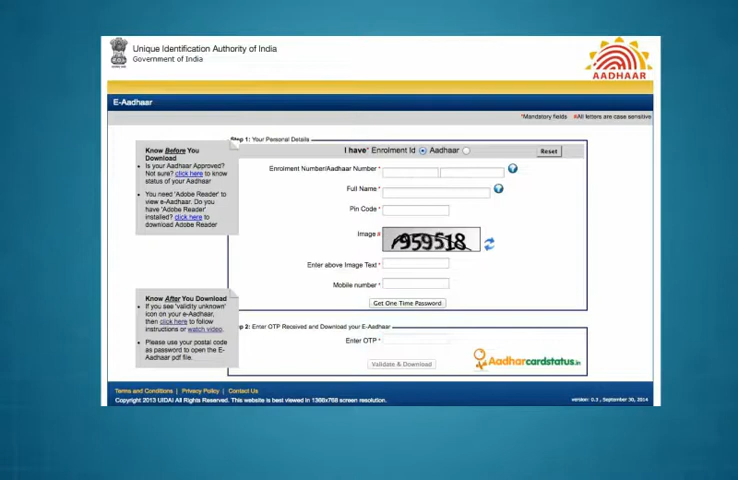 Unique Identification Authority of India
Government of India
AADHAAR
E-Aadhaar
*Mandatory fields #All letters are case sensitive
Step 1: Your Personal Details
I have* Enrolment Id Aadhaar
Reset
Know Before You
Download
Is your Aadhaar Approved?
Not sure? click here to know
status of your Aadhaar
You need 'Adobe Reader' to
view e-Aadhaar. Do you
have 'Adobe Reader'
installed? click here to
download Adobe Reader
Enrolment Number/Aadhaar Number *
Full Name *
Pin Code *
Image#
959518
Enter above Image Text *
Mobile number *
Get One Time Password
Know After You Download
If you see 'validity unknown'
icon on your e-Aadhaar,
then click here to follow
instructions or watch video.
Please use your postal code
as password to open the E-
Aadhaar pdf file.
p 2: Enter OTP Received and Download your E-Aadhaar
Enter OTP *
Validate & Download
Aadharcardstatus.in
Terms and Conditions | Privacy Policy | Contact Us
Copyright 2013 UIDAI All Rights Reserved. This website is best viewed in 1366x768 screen resolution.
version: 0.3 , September 30, 2014